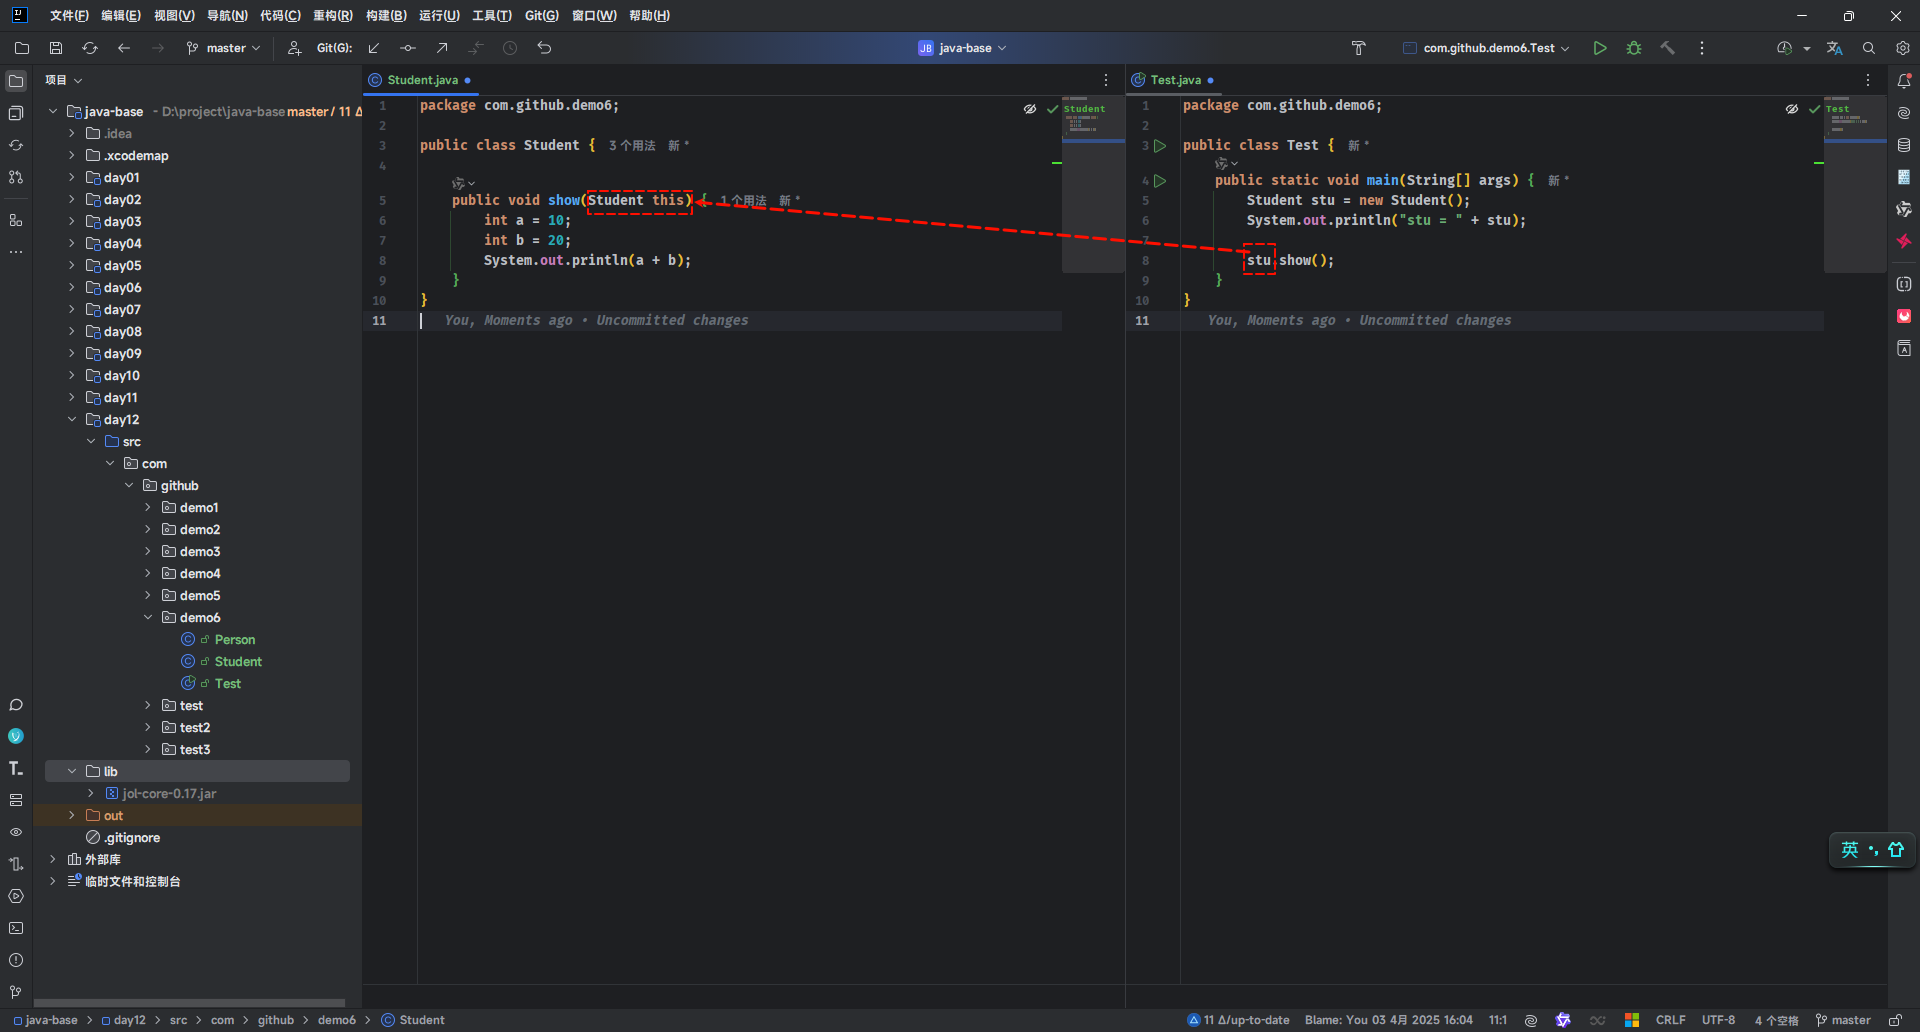 文件(F) 编辑(E) 视图(V) 导航(N) 代码(C) 重构(R) 构建(B) 运行(U) 工具(T) Git(G) 窗口(W) 帮助(H)
master Git(G): JB java-base com.github.demo6.Test
项目
java-base - D:\project\java-base master / 11 Δ
.idea
.xcodemap
day01
day02
day03
day04
day05
day06
day07
day08
day09
day10
day11
day12
src
com
github
demo1
demo2
demo3
demo4
demo5
demo6
Person
Student
Test
test
test2
test3
lib
jol-core-0.17.jar
out
.gitignore
外部库
临时文件和控制台
Student.java
1 package com.github.demo6;
2
3 public class Student { 3 个用法 新 *
4
5 public void show(Student this) { 1 个用法 新 *
6 int a = 10;
7 int b = 20;
8 System.out.println(a + b);
9 }
10 }
11 You, Moments ago • Uncommitted changes
Student
Test.java
1 package com.github.demo6;
2
3 public class Test { 新 *
4 public static void main(String[] args) { 新 *
5 Student stu = new Student();
6 System.out.println("stu = " + stu);
7
8 stu.show();
9 }
10 }
11 You, Moments ago • Uncommitted changes
Test
英
java-base > day12 > src > com > github > demo6 > Student
11 Δ/up-to-date Blame: You 03 4月 2025 16:04 11:1 CRLF UTF-8 4 个空格 master